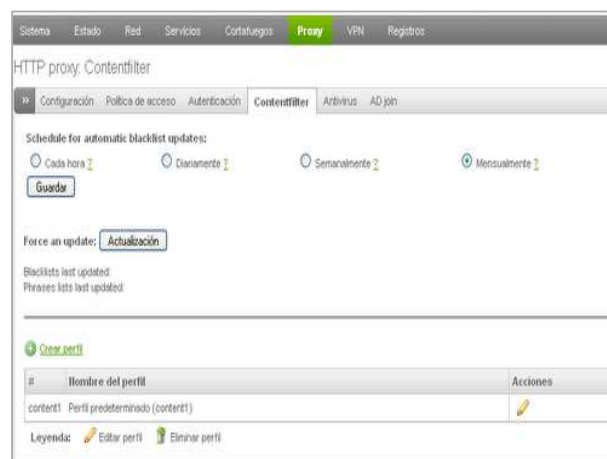 Sistema Estado Red Servicios Cortafuegos Proxy VPN Registros
HTTP proxy: Contentfilter
» Configuración Política de acceso Autenticación Contentfilter Antivirus AD join
Schedule for automatic blacklist updates:
Cada hora ? Diariamente ? Semanalmente ? Mensualmente ?
Guardar
Force an update: Actualización
Blacklists last updated:
Phrases lists last updated:
Crear perfil
# Nombre del perfil Acciones
content1 Perfil predeterminado (content1)
Leyenda: Editar perfil Eliminar perfil